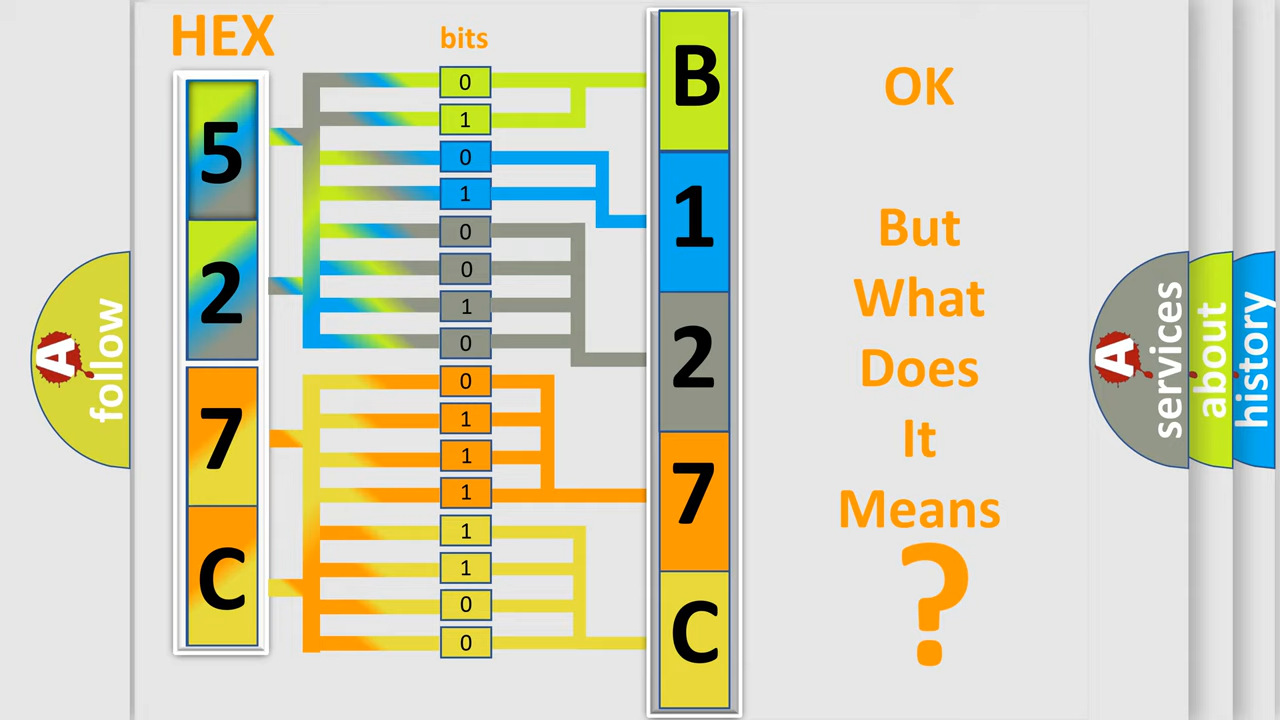 HEX
bits
5
2
7
C
0
1
0
1
0
0
1
0
0
1
1
1
1
1
0
0
B
1
2
7
C
OK
But
What
Does
It
Means
?
A
follow
A
services
about
history